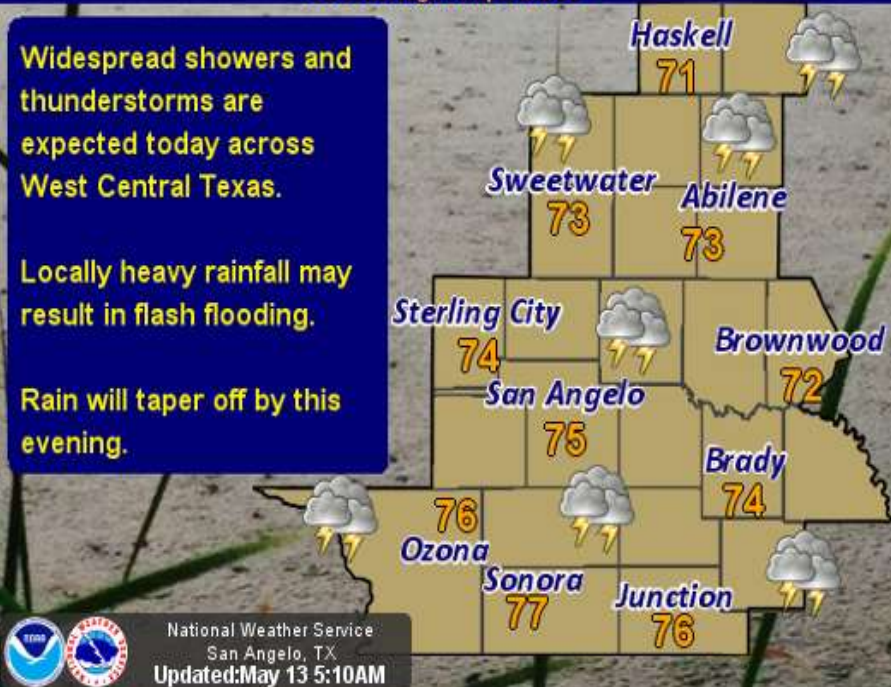 Widespread showers and
thunderstorms are
expected today across
West Central Texas.
Locally heavy rainfall may
result in flash flooding.
Rain will taper off by this
evening.
Haskell
71
Sweetwater
73
Abilene
73
Sterling City
74
Brownwood
72
San Angelo
75
Brady
74
76
Ozona
Sonora
77
Junction
76
NOAA
National Weather Service
San Angelo, TX
Updated:May 13 5:10AM